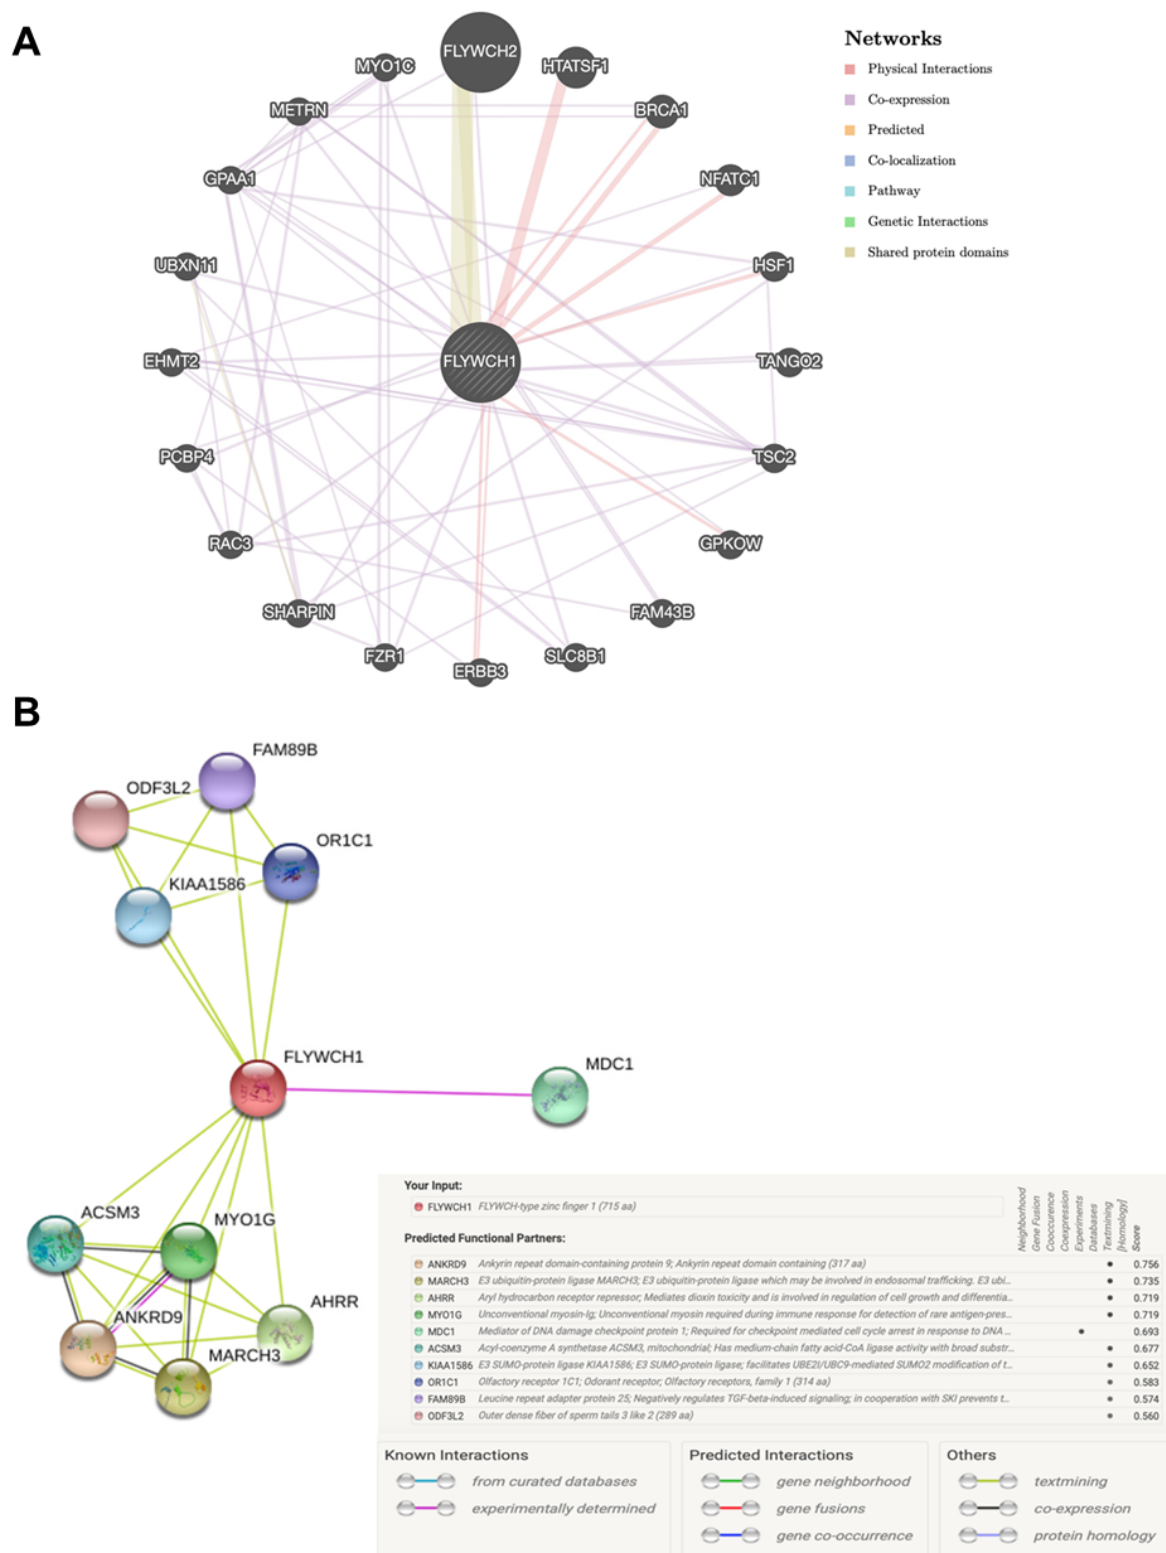 A
FLYWCH2
MYO1C
HTATSF1
METRN
BRCA1
GPAA1
NFATC1
UBXN11
HSF1
EHMT2
FLYWCH1
TANGO2
PCBP4
TSC2
RAC3
GPKOW
SHARPIN
FAM43B
FZR1
ERBB3
SLC8B1
Networks
Physical Interactions
Co-expression
Predicted
Co-localization
Pathway
Genetic Interactions
Shared protein domains
B
FAM89B
ODF3L2
OR1C1
KIAA1586
FLYWCH1
MDC1
ACSM3
MYO1G
ANKRD9
AHRR
MARCH3
Your Input:
FLYWCH1 FLYWCH-type zinc finger 1 (715 aa)
Neighborhood
Gene Fusion
Cooccurence
Coexpression
Experiments
Databases
Textmining
[Homology]
Score
Predicted Functional Partners:
ANKRD9 Ankyrin repeat domain-containing protein 9; Ankyrin repeat domain containing (317 aa) 0.756
MARCH3 E3 ubiquitin-protein ligase MARCH3; E3 ubiquitin-protein ligase which may be involved in endosomal trafficking. E3 ubi... 0.735
AHRR Aryl hydrocarbon receptor repressor; Mediates dioxin toxicity and is involved in regulation of cell growth and differentia... 0.719
MYO1G Unconventional myosin-Ig; Unconventional myosin required during immune response for detection of rare antigen-pres... 0.719
MDC1 Mediator of DNA damage checkpoint protein 1; Required for checkpoint mediated cell cycle arrest in response to DNA ... 0.693
ACSM3 Acyl-coenzyme A synthetase ACSM3, mitochondrial; Has medium-chain fatty acid-CoA ligase activity with broad substr... 0.677
KIAA1586 E3 SUMO-protein ligase KIAA1586; E3 SUMO-protein ligase; facilitates UBE2I/UBC9-mediated SUMO2 modification of t... 0.652
OR1C1 Olfactory receptor 1C1; Odorant receptor; Olfactory receptors, family 1 (314 aa) 0.583
FAM89B Leucine repeat adapter protein 25; Negatively regulates TGF-beta-induced signaling; in cooperation with SKI prevents t... 0.574
ODF3L2 Outer dense fiber of sperm tails 3 like 2 (289 aa) 0.560
Known Interactions
from curated databases
experimentally determined
Predicted Interactions
gene neighborhood
gene fusions
gene co-occurrence
Others
textmining
co-expression
protein homology